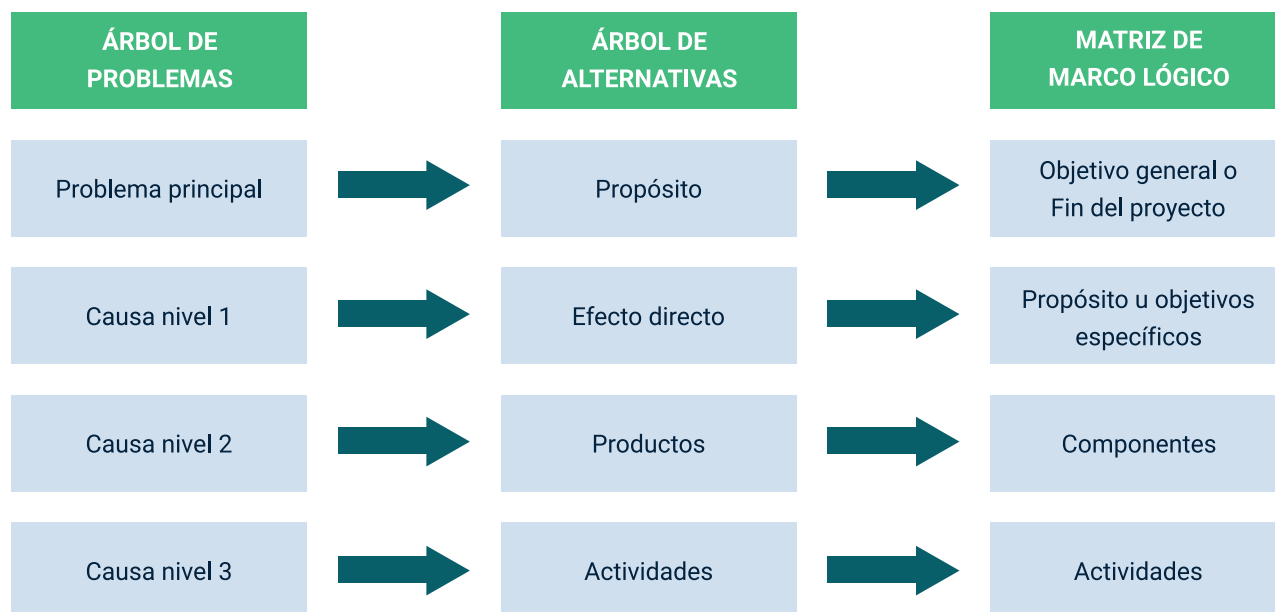 ÁRBOL DE
PROBLEMAS
ÁRBOL DE
ALTERNATIVAS
MATRIZ DE
MARCO LÓGICO
Problema principal
Propósito
Objetivo general o
Fin del proyecto
Causa nivel 1
Efecto directo
Propósito u objetivos
específicos
Causa nivel 2
Productos
Componentes
Causa nivel 3
Actividades
Actividades